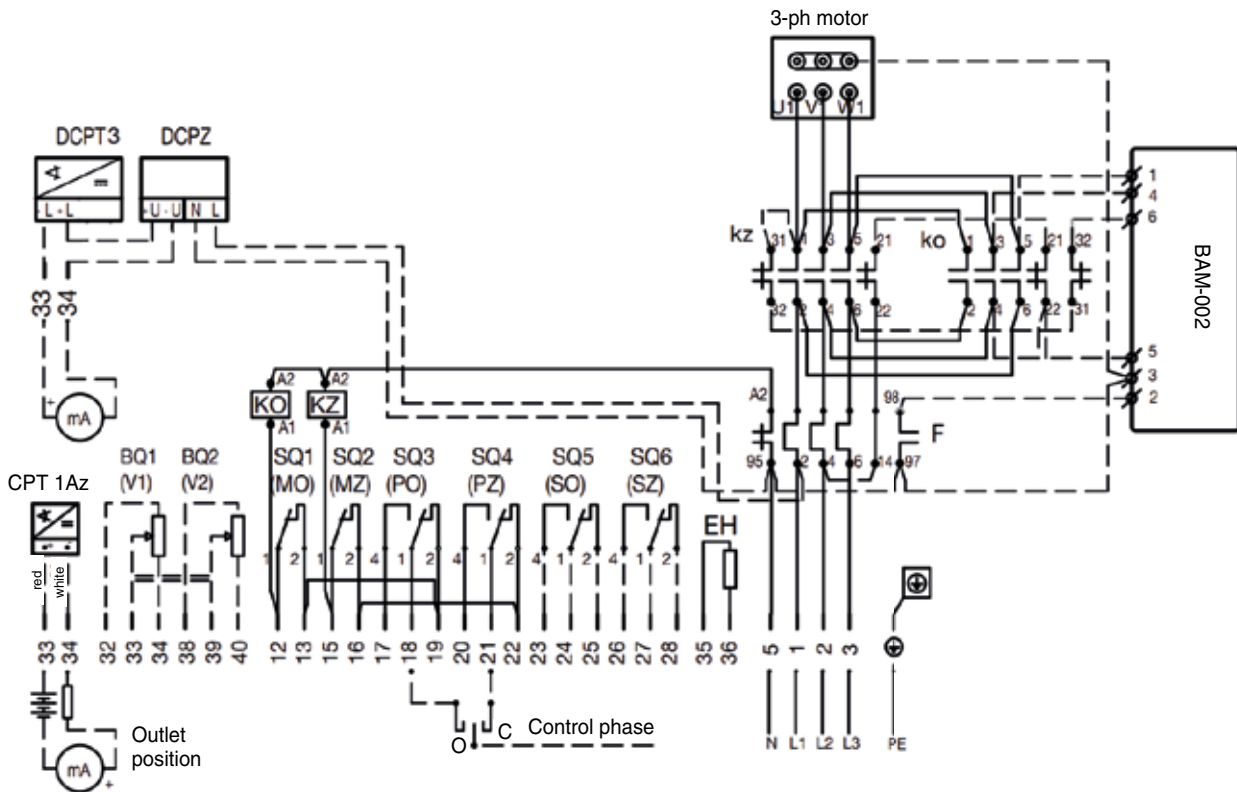 3-ph motor
U1 V1 W1
DCPT3 DCPZ
- L + L + U - U N L
33 34
mA
+
BAM-002
1
4
6
5
3
2
kz 31 1 3 5 21
ko 1 3 5 21 32
32 2 4 6 22
2 4 6 22 31
A2 98
F
95 2 4 6 14 97
A2 A2
KO KZ
A1 A1
CPT 1Az
red white
BQ1 BQ2 SQ1 SQ2 SQ3 SQ4 SQ5 SQ6
(V1) (V2) (MO) (MZ) (PO) (PZ) (SO) (SZ)
EH
1 2 1 2 4 1 2 4 1 2 4 1 2 4 1 2
33 34 32 33 34 38 39 40 12 13 15 16 17 18 19 20 21 22 23 24 25 26 27 28 35 36 5 1 2 3
N L1 L2 L3 PE
O C Control phase
Outlet
position
mA
+